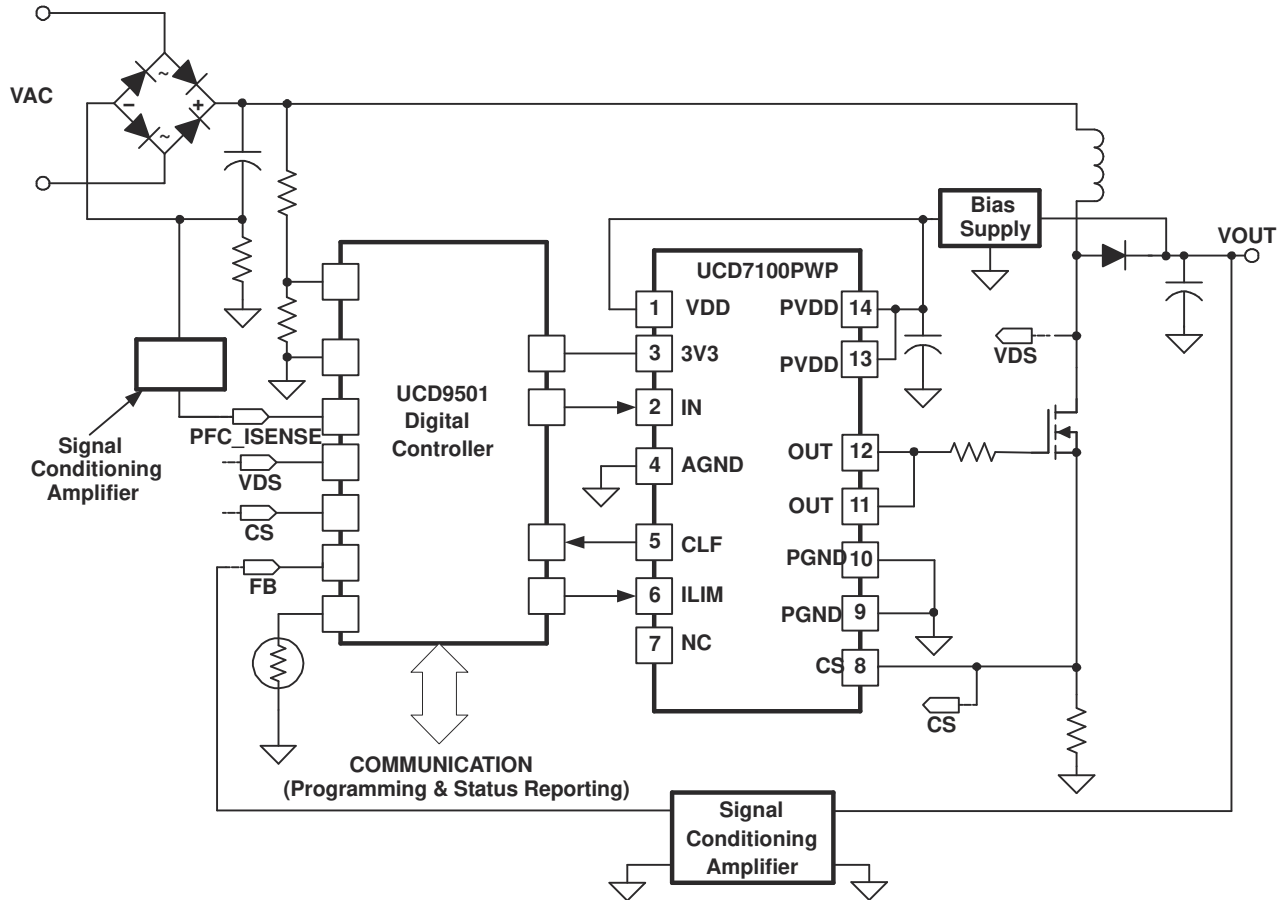 VAC
~
−
+
~
Bias
Supply
VOUT
UCD7100PWP
1
VDD
PVDD
14
3
3V3
PVDD
13
VDS
UCD9501
Digital
Controller
2
IN
PFC_ISENSE
Signal
Conditioning
Amplifier
4
AGND
OUT
12
VDS
OUT
11
CS
5
CLF
PGND
10
FB
6
ILIM
PGND
9
7
NC
CS
8
CS
COMMUNICATION
(Programming & Status Reporting)
Signal
Conditioning
Amplifier